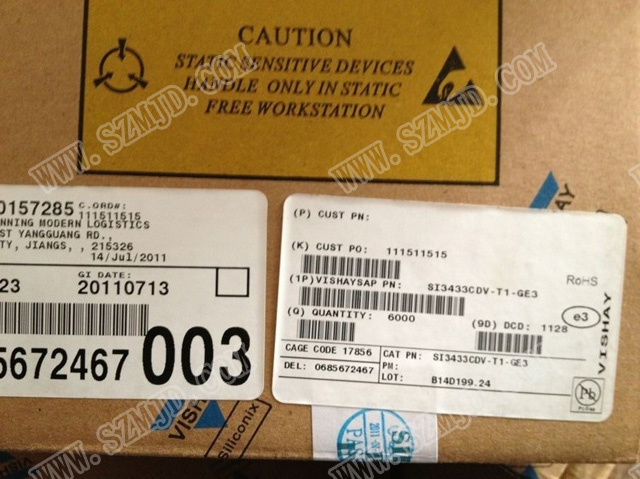 CAUTION
STATIC SENSITIVE DEVICES
HANDLE ONLY IN STATIC
FREE WORKSTATION
WWW.SZMJD.COM
WWW.SZMJD.COM
0157285 C.ORD#:
111511515
NNING MODERN LOGISTICS
ST YANGGUANG RD.,
TY, JIANGS, , 215326
14/Jul/2011
23
GI DATE:
20110713
5672467 003
(P) CUST PN:
(K) CUST PO: 111511515
(1P)VISHAYSAP PN: SI3433CDV-T1-GE3
(Q) QUANTITY: 6000
(9D) DCD: 1128
RoHS
e3
VISHAY
CAGE CODE 17856
CAT PN: SI3433CDV-T1-GE3
DEL: 0685672467
PM:
LOT: B14D199.24
Pb
VISHAY
Siliconix
WWW.SZMJD.COM
WWW.SZMJD.COM